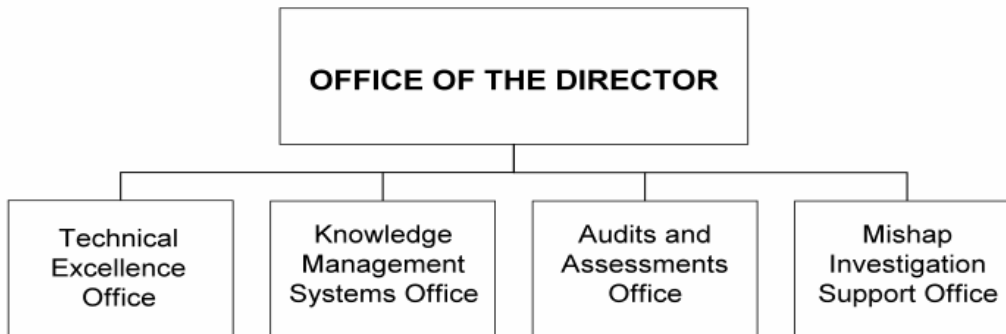 OFFICE OF THE DIRECTOR
Technical
Excellence
Office
Knowledge
Management
Systems Office
Audits and
Assessments
Office
Mishap
Investigation
Support Office